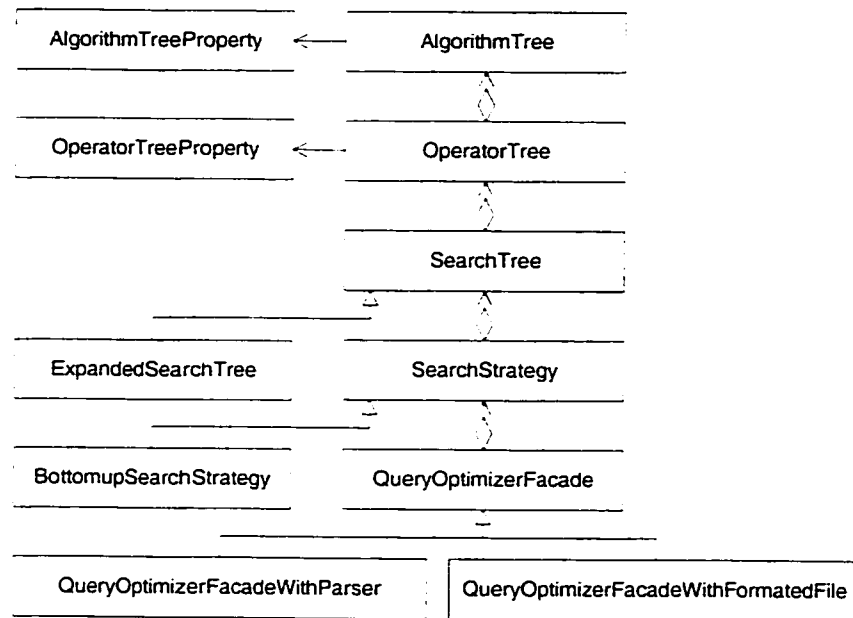 AlgorithmTreeProperty
AlgorithmTree
OperatorTreeProperty
OperatorTree
SearchTree
ExpandedSearchTree
SearchStrategy
BottomupSearchStrategy
QueryOptimizerFacade
QueryOptimizerFacadeWithParser
QueryOptimizerFacadeWithFormatedFile